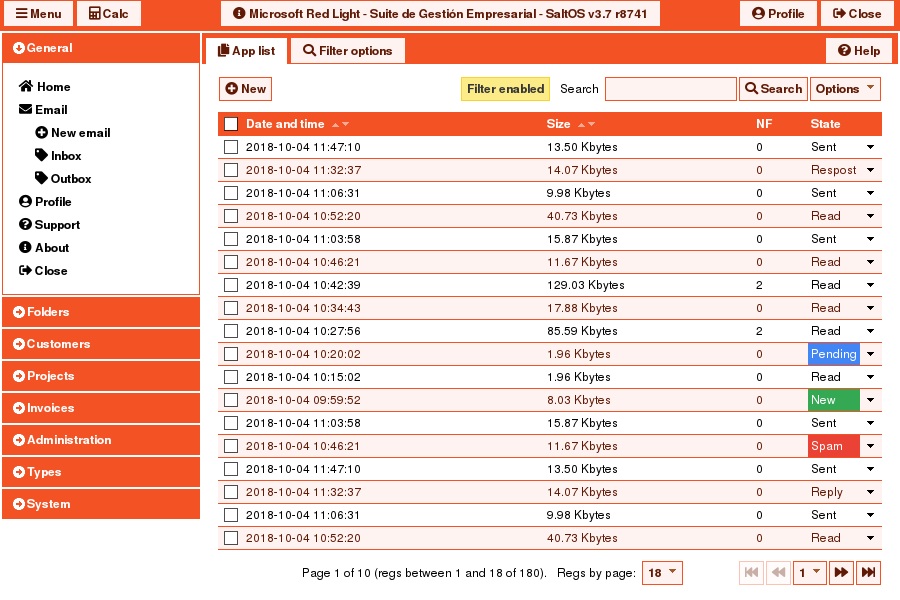 Menu Calc Microsoft Red Light - Suite de Gestión Empresarial - SaltOS v3.7 r8741 Profile Close
General
Home
Email
New email
Inbox
Outbox
Profile
Support
About
Close
Folders
Customers
Projects
Invoices
Administration
Types
System
App list Filter options Help
New Filter enabled Search Search Options
Date and time Size NF State
2018-10-04 11:47:10 13.50 Kbytes 0 Sent
2018-10-04 11:32:37 14.07 Kbytes 0 Respost
2018-10-04 11:06:31 9.98 Kbytes 0 Sent
2018-10-04 10:52:20 40.73 Kbytes 0 Read
2018-10-04 11:03:58 15.87 Kbytes 0 Sent
2018-10-04 10:46:21 11.67 Kbytes 0 Read
2018-10-04 10:42:39 129.03 Kbytes 2 Read
2018-10-04 10:34:43 17.88 Kbytes 0 Read
2018-10-04 10:27:56 85.59 Kbytes 2 Read
2018-10-04 10:20:02 1.96 Kbytes 0 Pending
2018-10-04 10:15:02 1.96 Kbytes 0 Read
2018-10-04 09:59:52 8.03 Kbytes 0 New
2018-10-04 11:03:58 15.87 Kbytes 0 Sent
2018-10-04 10:46:21 11.67 Kbytes 0 Spam
2018-10-04 11:47:10 13.50 Kbytes 0 Sent
2018-10-04 11:32:37 14.07 Kbytes 0 Reply
2018-10-04 11:06:31 9.98 Kbytes 0 Sent
2018-10-04 10:52:20 40.73 Kbytes 0 Read
Page 1 of 10 (regs between 1 and 18 of 180). Regs by page: 18 1